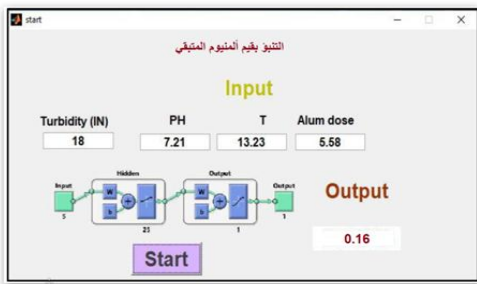 start
التنبؤ بقيم ألمنيوم المتبقي
Input
Turbidity (IN) PH T Alum dose
18 7.21 13.23 5.58
Hidden Output
Input W b W b Output
5 25 1 1
Output
0.16
Start